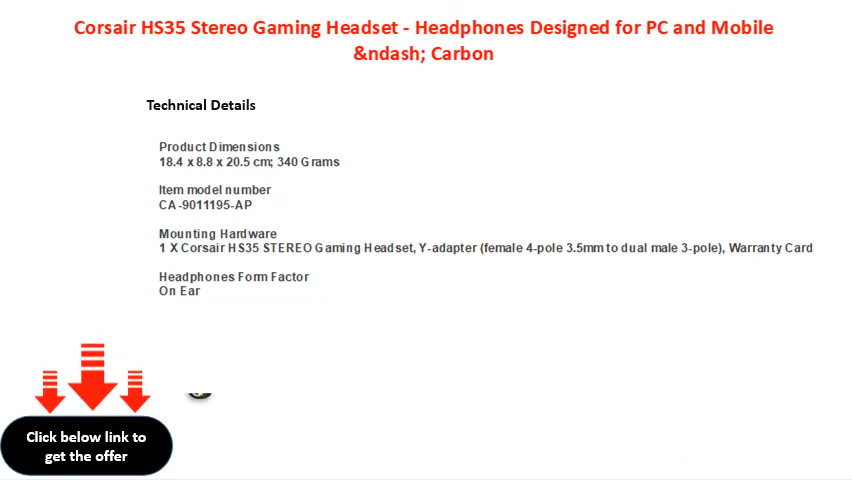 Corsair HS35 Stereo Gaming Headset - Headphones Designed for PC and Mobile
&ndash; Carbon
Technical Details
Product Dimensions
18.4 x 8.8 x 20.5 cm; 340 Grams
Item model number
CA-9011195-AP
Mounting Hardware
1 X Corsair HS35 STEREO Gaming Headset, Y-adapter (female 4-pole 3.5mm to dual male 3-pole), Warranty Card
Headphones Form Factor
On Ear
Click below link to
get the offer